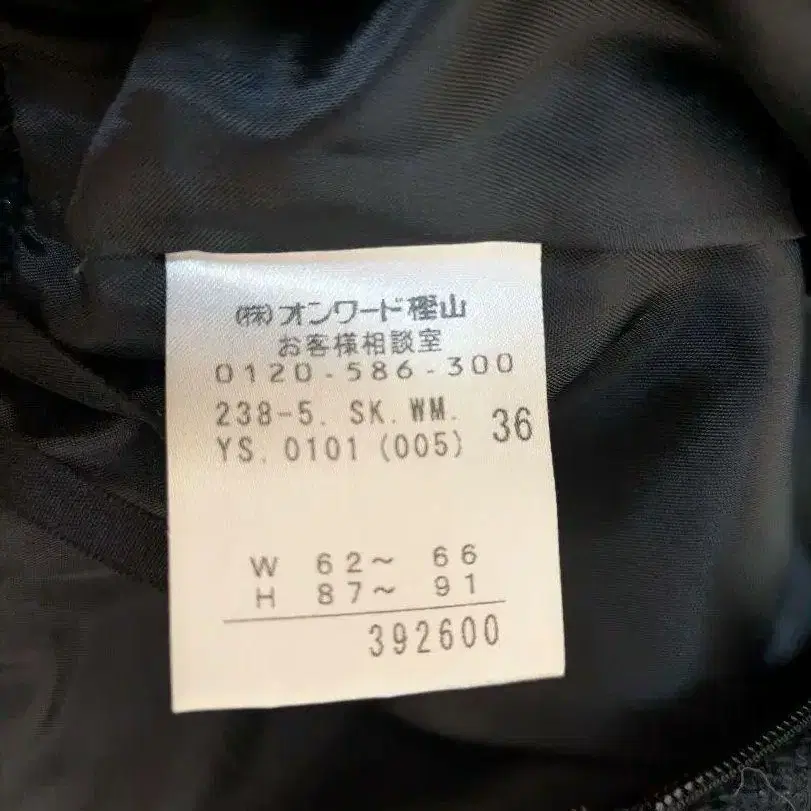 (株)オンワード樫山
お客様相談室
0120-586-300
238-5. SK. WM.
36
YS. 0101 (005)
W 62～ 66
H 87～ 91
392600